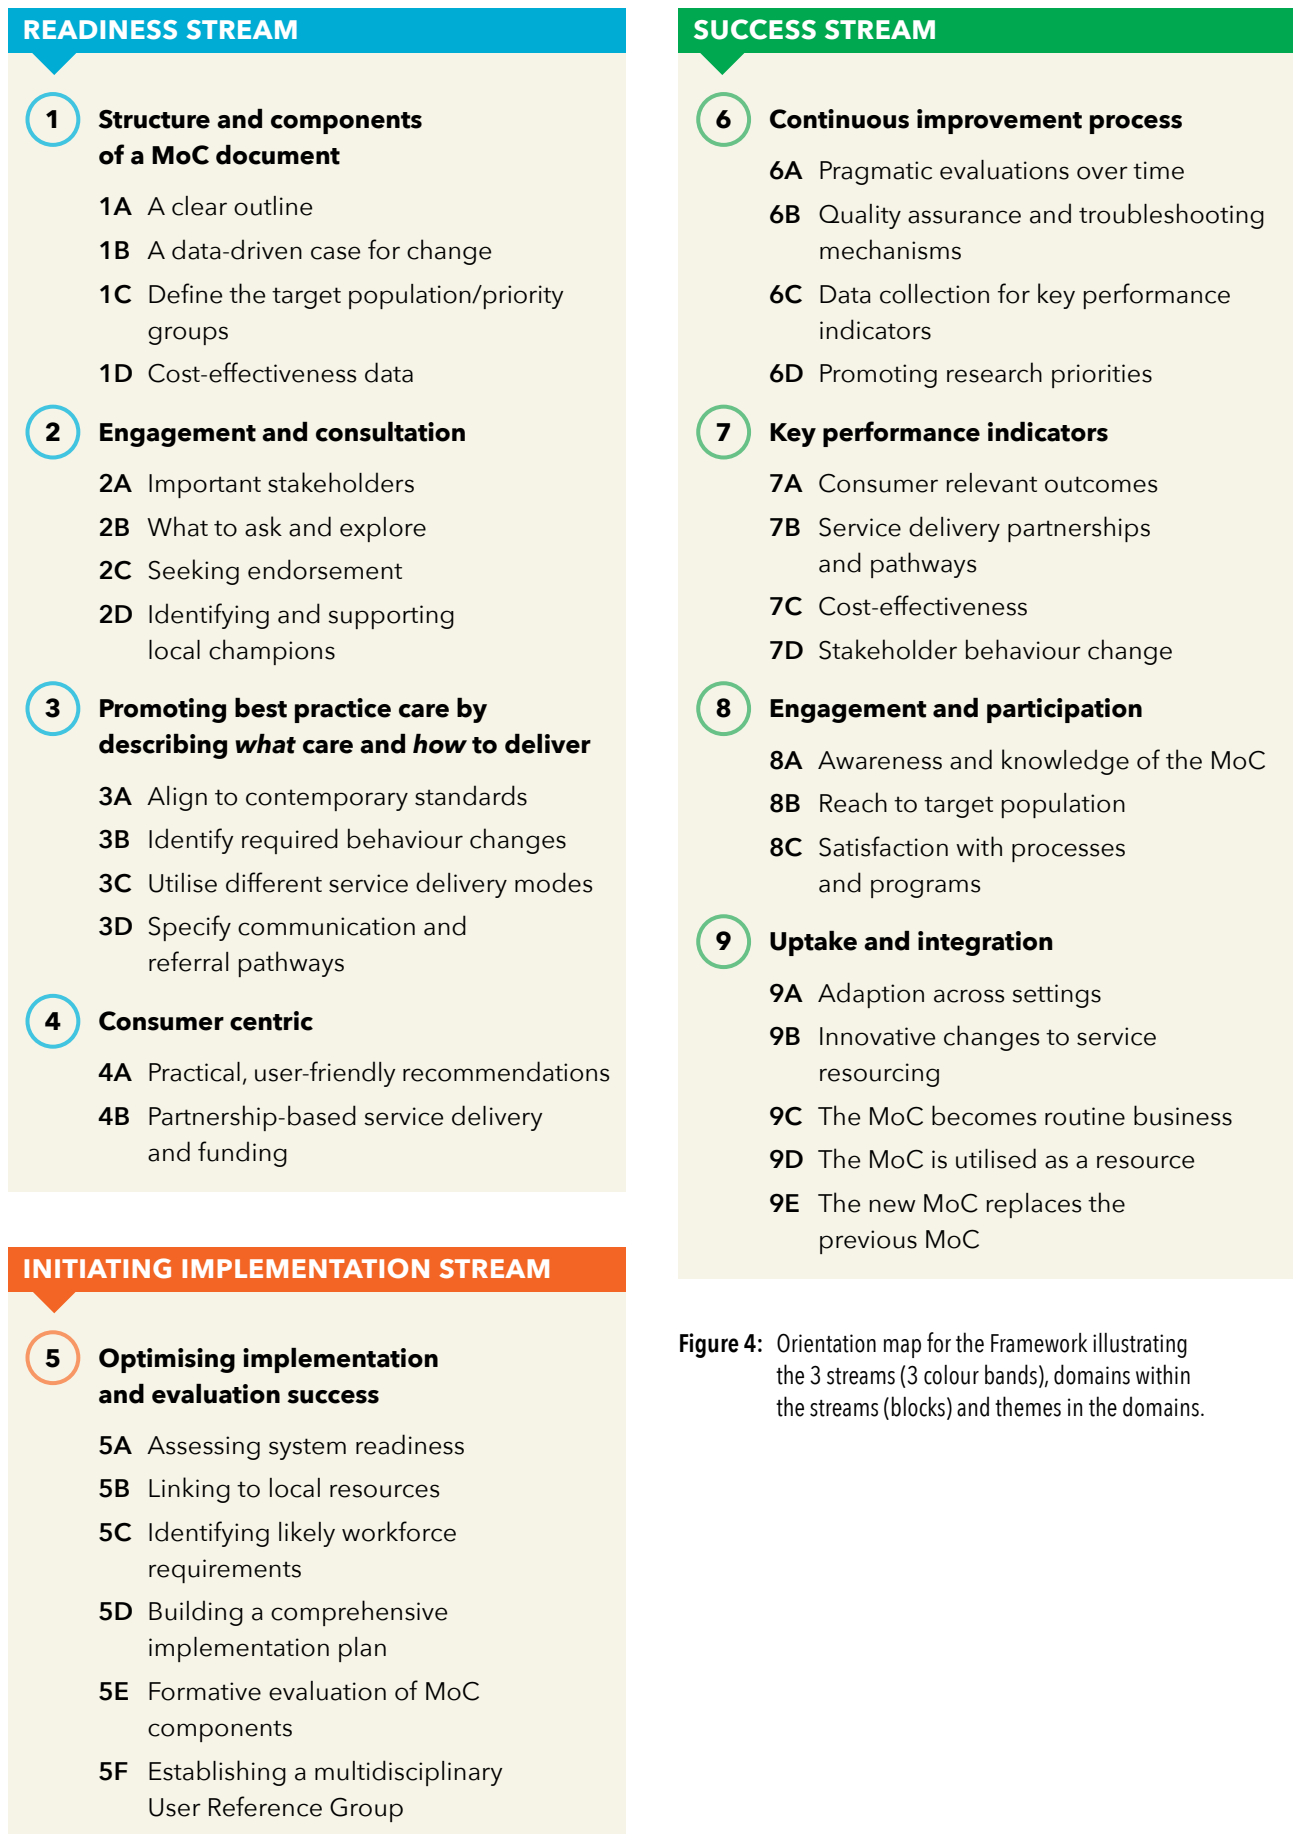 READINESS STREAM
1 Structure and components
of a MoC document
1A A clear outline
1B A data-driven case for change
1C Define the target population/priority
groups
1D Cost-effectiveness data
2 Engagement and consultation
2A Important stakeholders
2B What to ask and explore
2C Seeking endorsement
2D Identifying and supporting
local champions
3 Promoting best practice care by
describing what care and how to deliver
3A Align to contemporary standards
3B Identify required behaviour changes
3C Utilise different service delivery modes
3D Specify communication and
referral pathways
4 Consumer centric
4A Practical, user-friendly recommendations
4B Partnership-based service delivery
and funding
INITIATING IMPLEMENTATION STREAM
5 Optimising implementation
and evaluation success
5A Assessing system readiness
5B Linking to local resources
5C Identifying likely workforce
requirements
5D Building a comprehensive
implementation plan
5E Formative evaluation of MoC
components
5F Establishing a multidisciplinary
User Reference Group
SUCCESS STREAM
6 Continuous improvement process
6A Pragmatic evaluations over time
6B Quality assurance and troubleshooting
mechanisms
6C Data collection for key performance
indicators
6D Promoting research priorities
7 Key performance indicators
7A Consumer relevant outcomes
7B Service delivery partnerships
and pathways
7C Cost-effectiveness
7D Stakeholder behaviour change
8 Engagement and participation
8A Awareness and knowledge of the MoC
8B Reach to target population
8C Satisfaction with processes
and programs
9 Uptake and integration
9A Adaption across settings
9B Innovative changes to service
resourcing
9C The MoC becomes routine business
9D The MoC is utilised as a resource
9E The new MoC replaces the
previous MoC
Figure 4: Orientation map for the Framework illustrating
the 3 streams (3 colour bands), domains within
the streams (blocks) and themes in the domains.